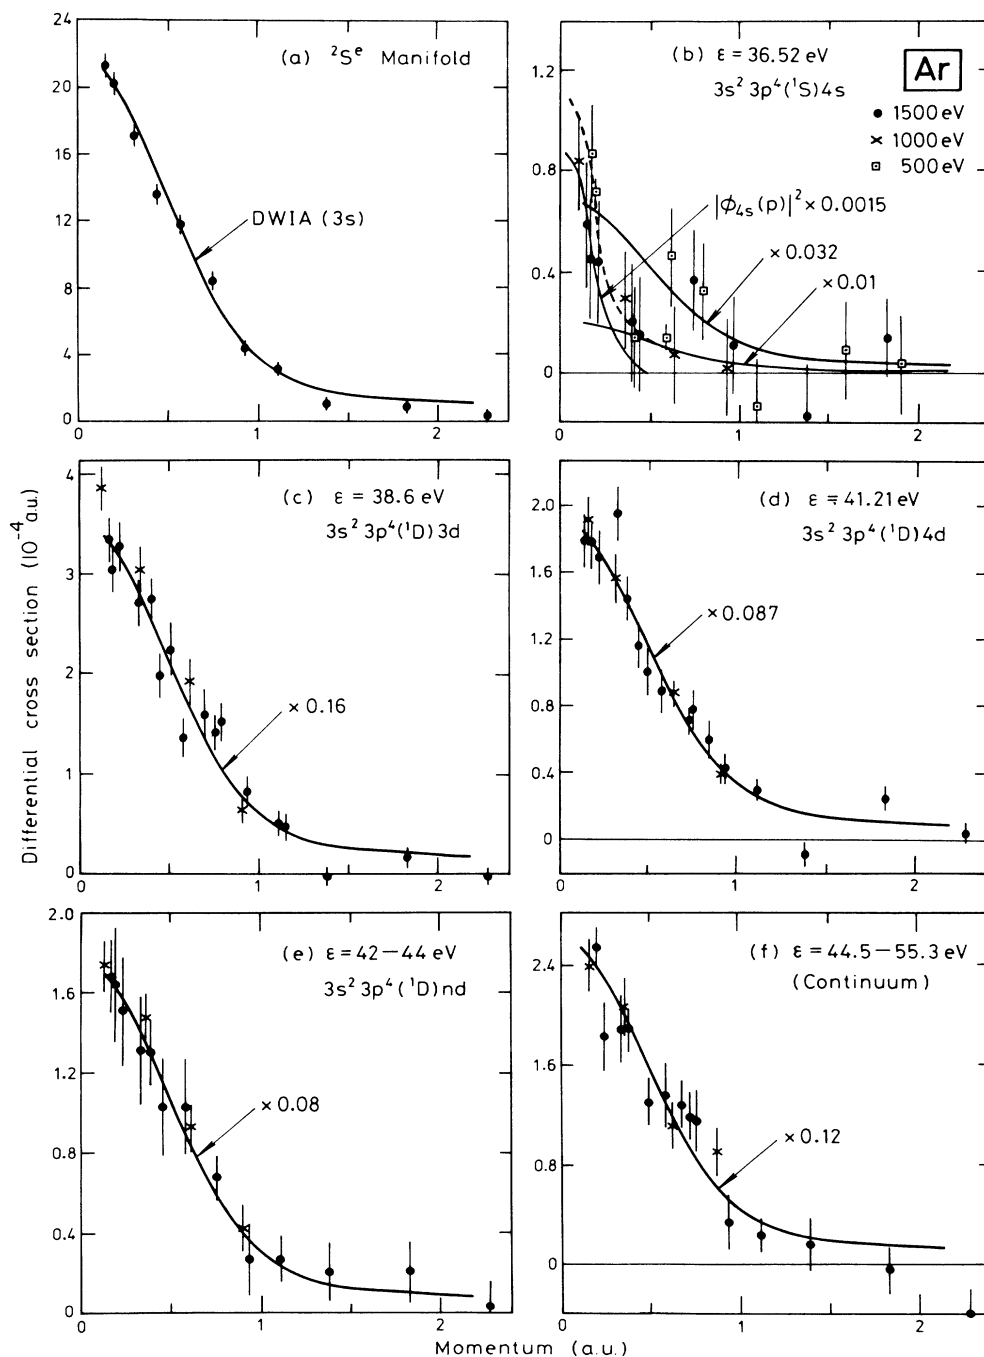 24
20
16
12
8
4
0
0
1
2
(a) ²Sᵉ Manifold
DWIA (3s)
1.2
0.8
0.4
0
0
1
2
(b) ε = 36.52 eV
3s² 3p⁴(¹S)4s
Ar
● 1500 eV
× 1000 eV
⊡ 500 eV
|ϕ₄ₛ(p)|² × 0.0015
× 0.032
× 0.01
4
3
2
1
0
0
1
2
(c) ε = 38.6 eV
3s² 3p⁴(¹D)3d
× 0.16
2.0
1.6
1.2
0.8
0.4
0
0
1
2
(d) ε = 41.21 eV
3s² 3p⁴(¹D)4d
× 0.087
Differential cross section (10⁻⁴ a.u.)
2.0
1.6
1.2
0.8
0.4
0
0
1
2
(e) ε = 42 – 44 eV
3s² 3p⁴(¹D)nd
× 0.08
2.4
1.6
0.8
0
0
1
2
(f) ε = 44.5 – 55.3 eV
(Continuum)
× 0.12
Momentum (a.u.)